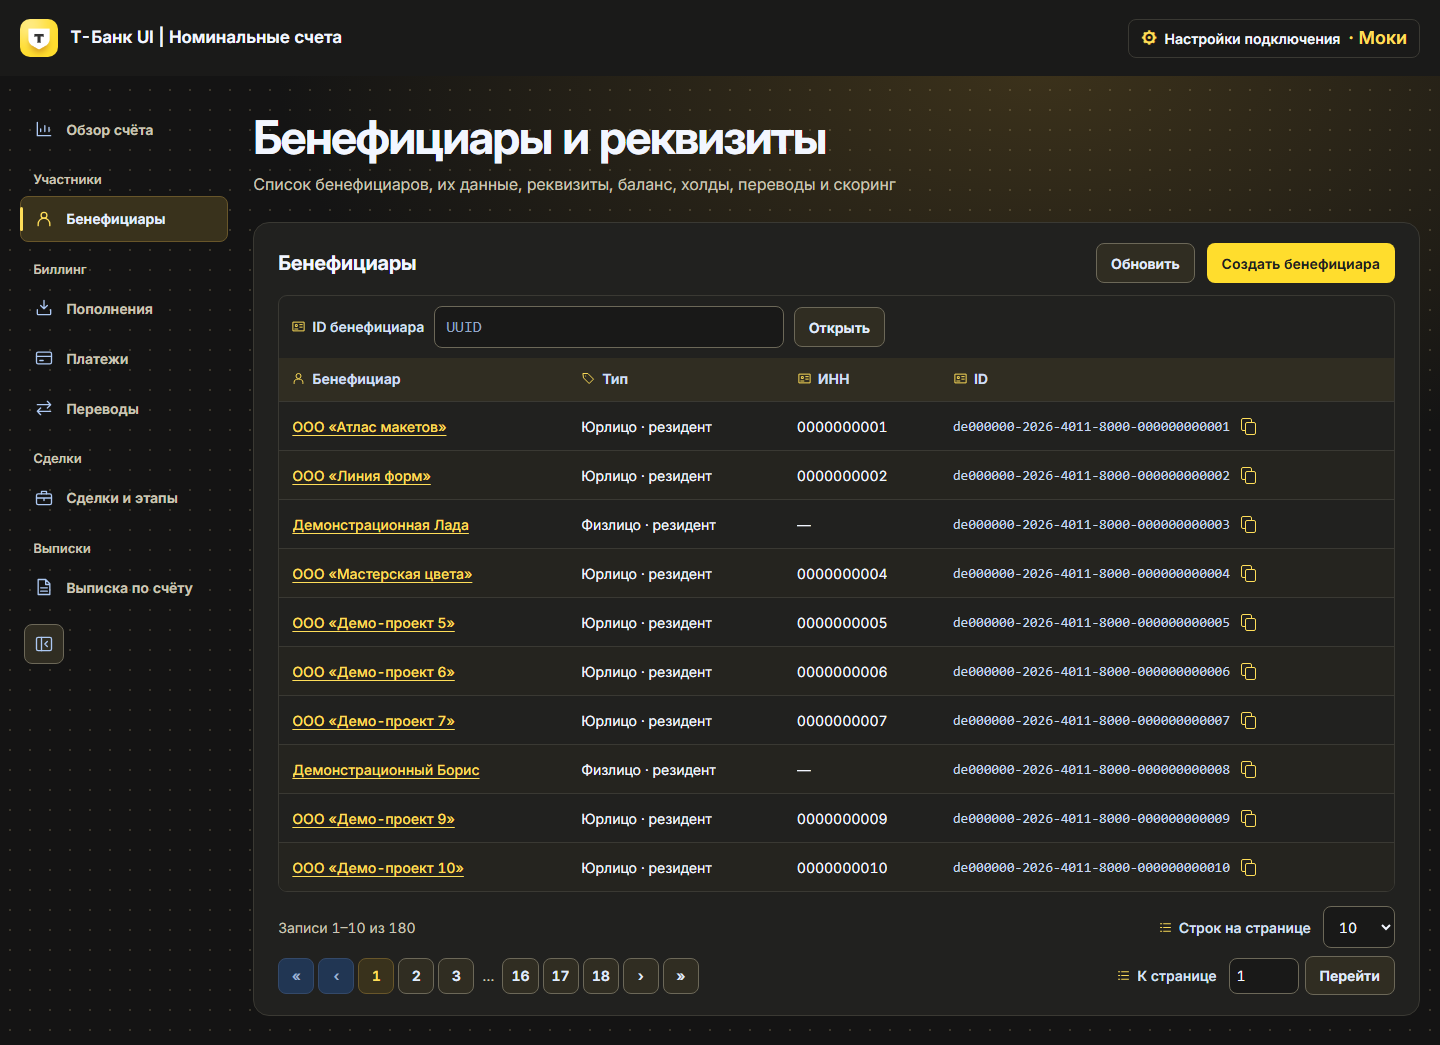 Т-Банк UI | Номинальные счета
Настройки подключения · Моки
Обзор счёта
Участники
Бенефициары
Биллинг
Пополнения
Платежи
Переводы
Сделки
Сделки и этапы
Выписки
Выписка по счёту
Бенефициары и реквизиты
Список бенефициаров, их данные, реквизиты, баланс, холды, переводы и скоринг
Бенефициары
Обновить
Создать бенефициара
ID бенефициара UUID Открыть
Бенефициар Тип ИНН ID
ООО «Атлас макетов» Юрлицо · резидент 0000000001 de000000-2026-4011-8000-000000000001
ООО «Линия форм» Юрлицо · резидент 0000000002 de000000-2026-4011-8000-000000000002
Демонстрационная Лада Физлицо · резидент — de000000-2026-4011-8000-000000000003
ООО «Мастерская цвета» Юрлицо · резидент 0000000004 de000000-2026-4011-8000-000000000004
ООО «Демо-проект 5» Юрлицо · резидент 0000000005 de000000-2026-4011-8000-000000000005
ООО «Демо-проект 6» Юрлицо · резидент 0000000006 de000000-2026-4011-8000-000000000006
ООО «Демо-проект 7» Юрлицо · резидент 0000000007 de000000-2026-4011-8000-000000000007
Демонстрационный Борис Физлицо · резидент — de000000-2026-4011-8000-000000000008
ООО «Демо-проект 9» Юрлицо · резидент 0000000009 de000000-2026-4011-8000-000000000009
ООО «Демо-проект 10» Юрлицо · резидент 0000000010 de000000-2026-4011-8000-000000000010
Записи 1–10 из 180
Строк на странице 10
« ‹ 1 2 3 … 16 17 18 › »
К странице 1 Перейти